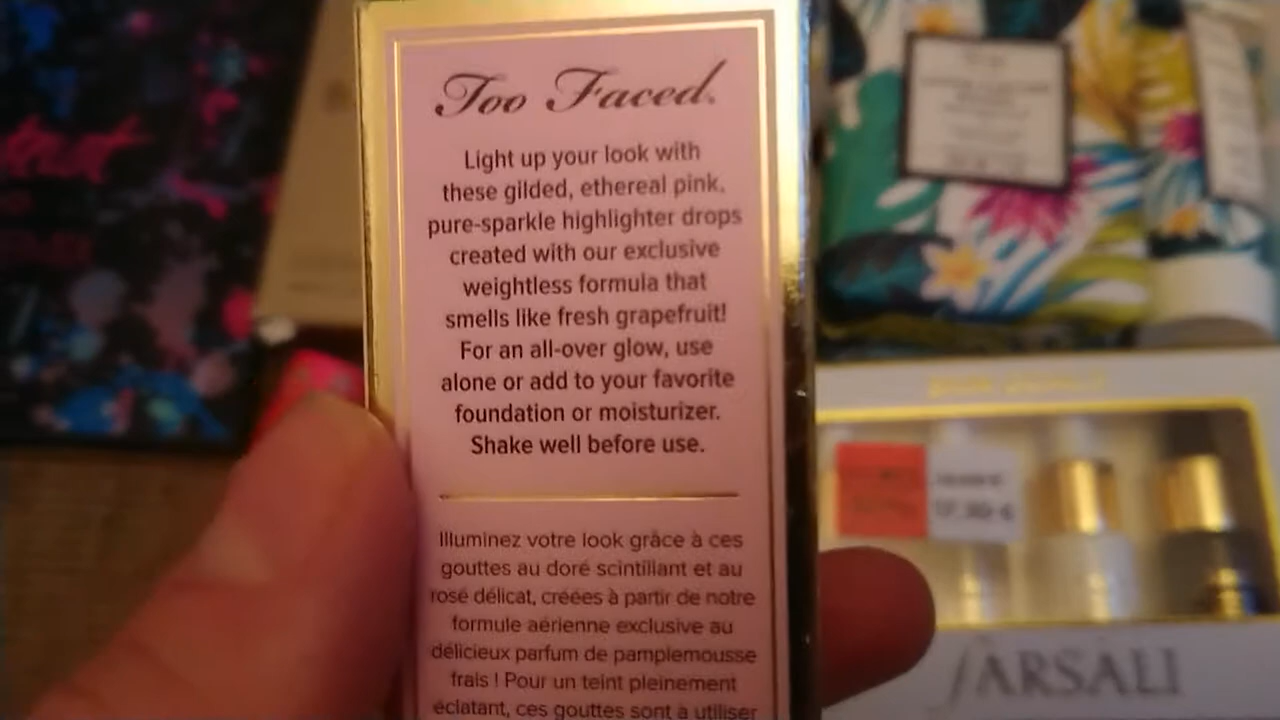 Too Faced.
Light up your look with
these gilded, ethereal pink,
pure-sparkle highlighter drops
created with our exclusive
weightless formula that
smells like fresh grapefruit!
For an all-over glow, use
alone or add to your favorite
foundation or moisturizer.
Shake well before use.
Illuminez votre look grâce à ces
gouttes au doré scintillant et au
rosé délicat, créées à partir de notre
formule aérienne exclusive au
délicieux parfum de pamplemousse
frais ! Pour un teint pleinement
éclatant, ces gouttes sont à utiliser
fARSÁLI